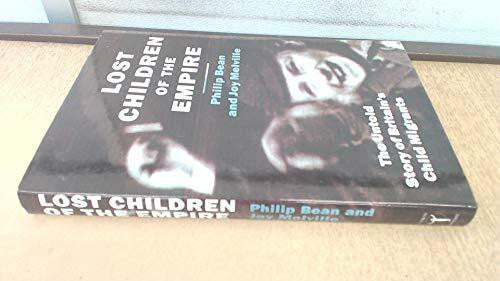 LOST
CHILDREN
OF THE
EMPIRE
Philip Bean
and Joy Melville
The Untold
Story of Britain's
Child Migrants
LOST CHILDREN
OF THE EMPIRE
Philip Bean and
Joy Melville